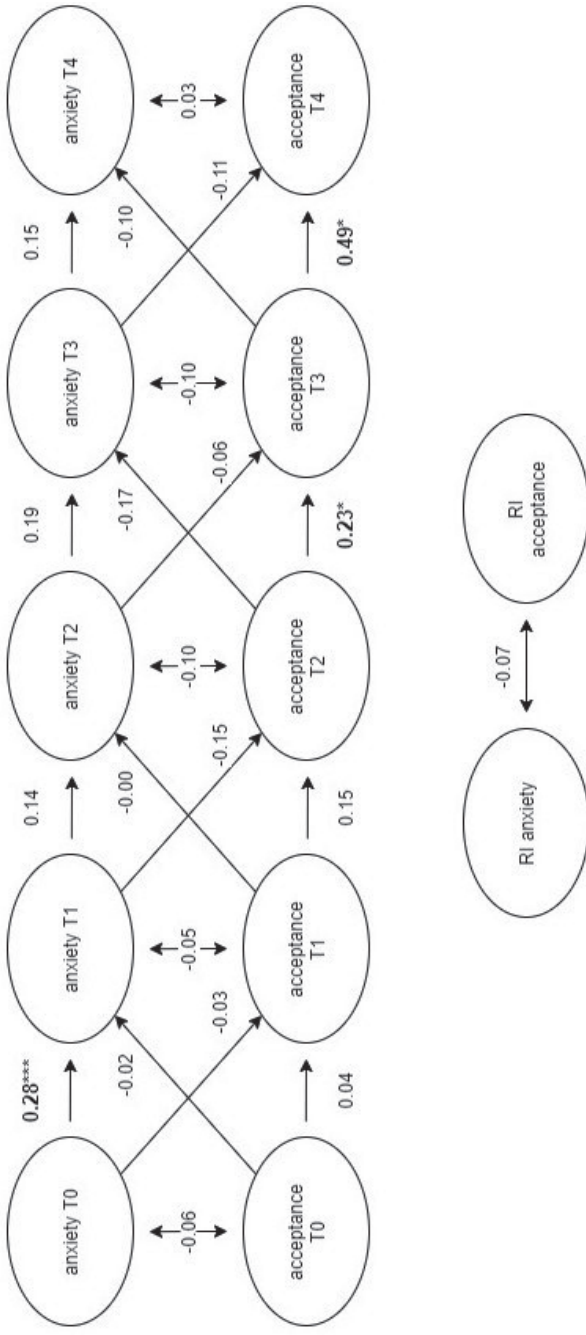 anxiety T0
0.28***
anxiety T1
0.14
anxiety T2
0.19
anxiety T3
0.15
anxiety T4
-0.06
-0.02
-0.03
-0.05
-0.00
-0.15
-0.10
-0.17
-0.06
-0.10
-0.10
-0.11
0.03
acceptance
T0
0.04
acceptance
T1
0.15
acceptance
T2
0.23*
acceptance
T3
0.49*
acceptance
T4
RI anxiety
-0.07
RI
acceptance